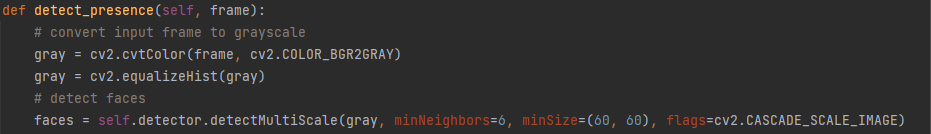 def detect_presence(self, frame):
    # convert input frame to grayscale
    gray = cv2.cvtColor(frame, cv2.COLOR_BGR2GRAY)
    gray = cv2.equalizeHist(gray)
    # detect faces
    faces = self.detector.detectMultiScale(gray, minNeighbors=6, minSize=(60, 60), flags=cv2.CASCADE_SCALE_IMAGE)